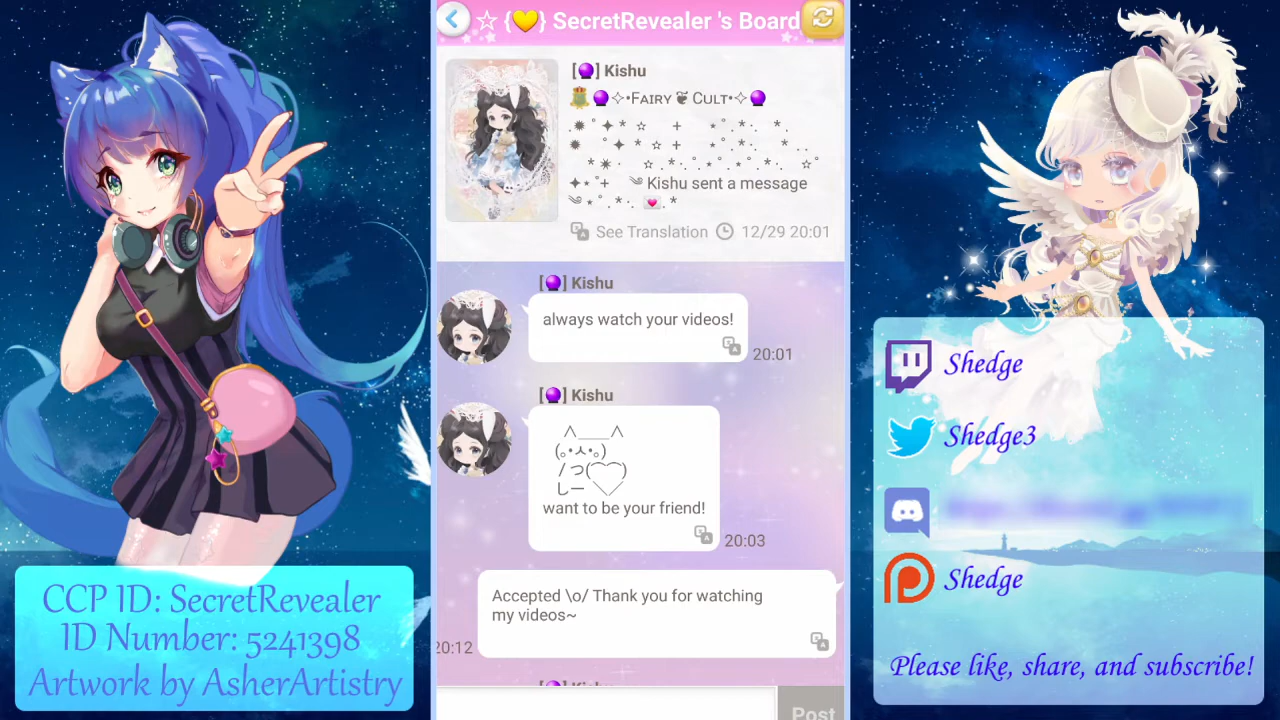 ☆ {💛} SecretRevealer 's Board
[🔮] Kishu
🔮✧•Fairy ❦ Cult•✧🔮
Kishu sent a message
See Translation 12/29 20:01
[🔮] Kishu
always watch your videos!
20:01
[🔮] Kishu
want to be your friend!
20:03
Accepted \o/ Thank you for watching
my videos~
20:12
Post
CCP ID: SecretRevealer
ID Number: 5241398
Artwork by AsherArtistry
Shedge
Shedge3
Shedge
Please like, share, and subscribe!